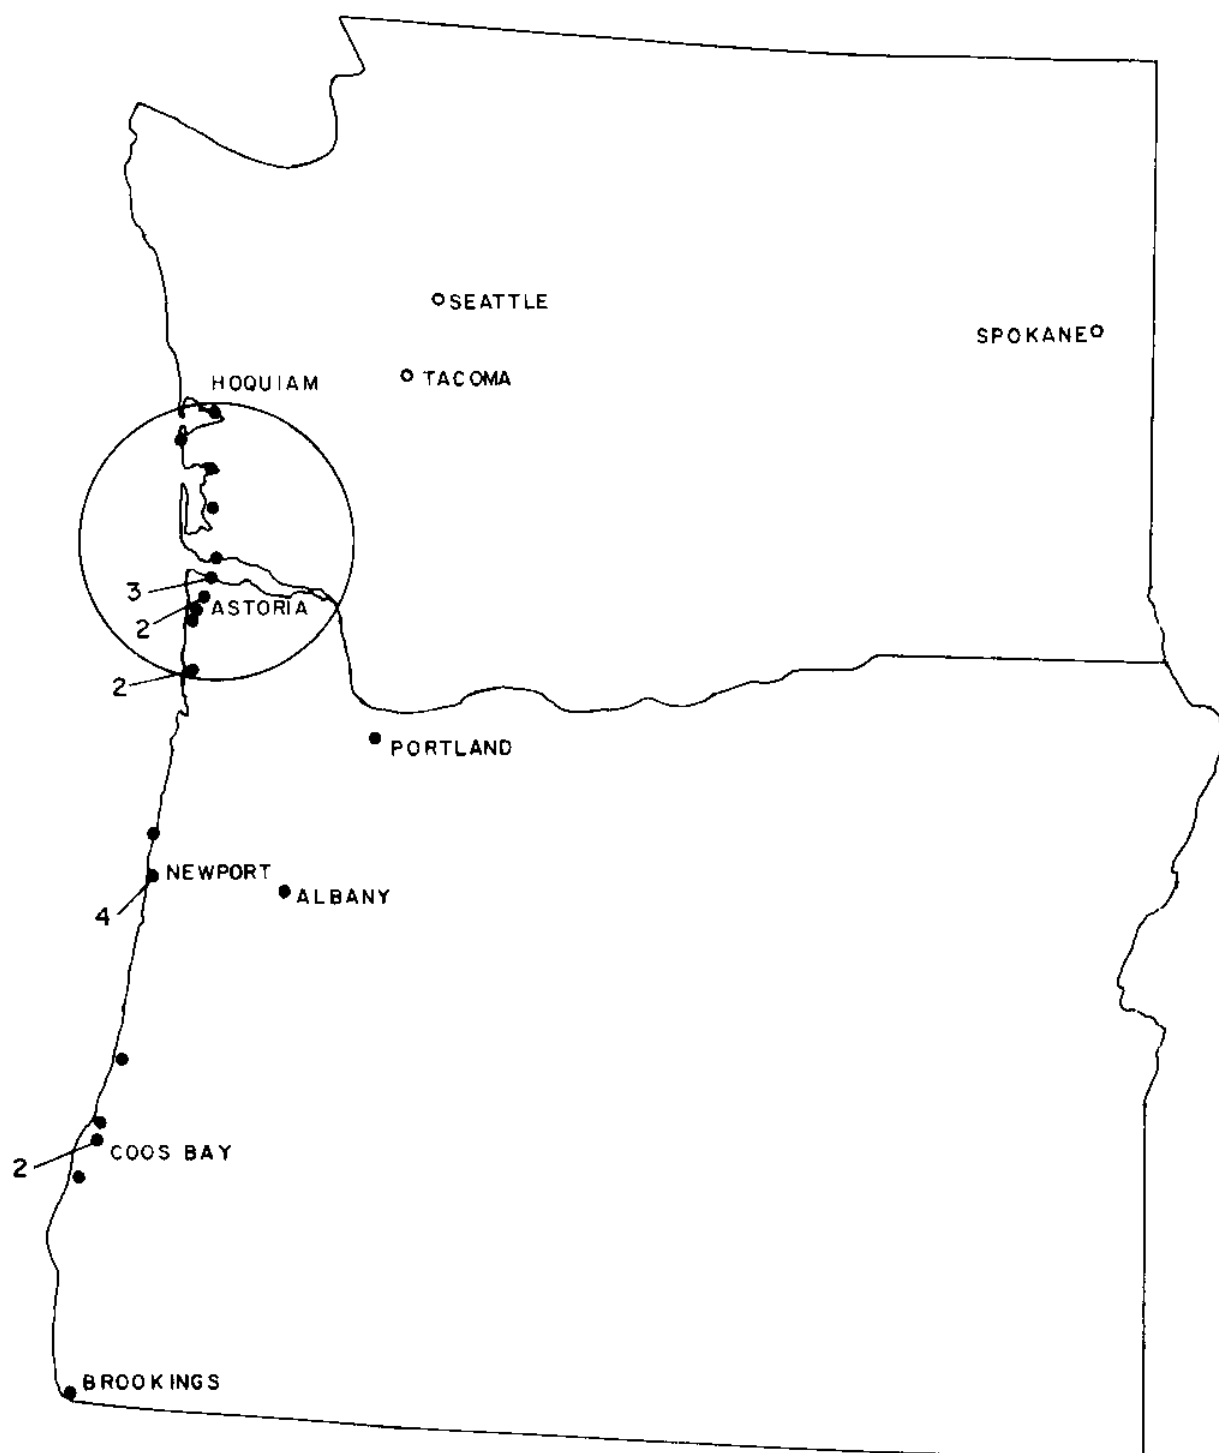 SEATTLE
SPOKANE
TACOMA
HOQUIAM
3
ASTORIA
2
2
PORTLAND
NEWPORT
ALBANY
4
COOS BAY
2
BROOKINGS